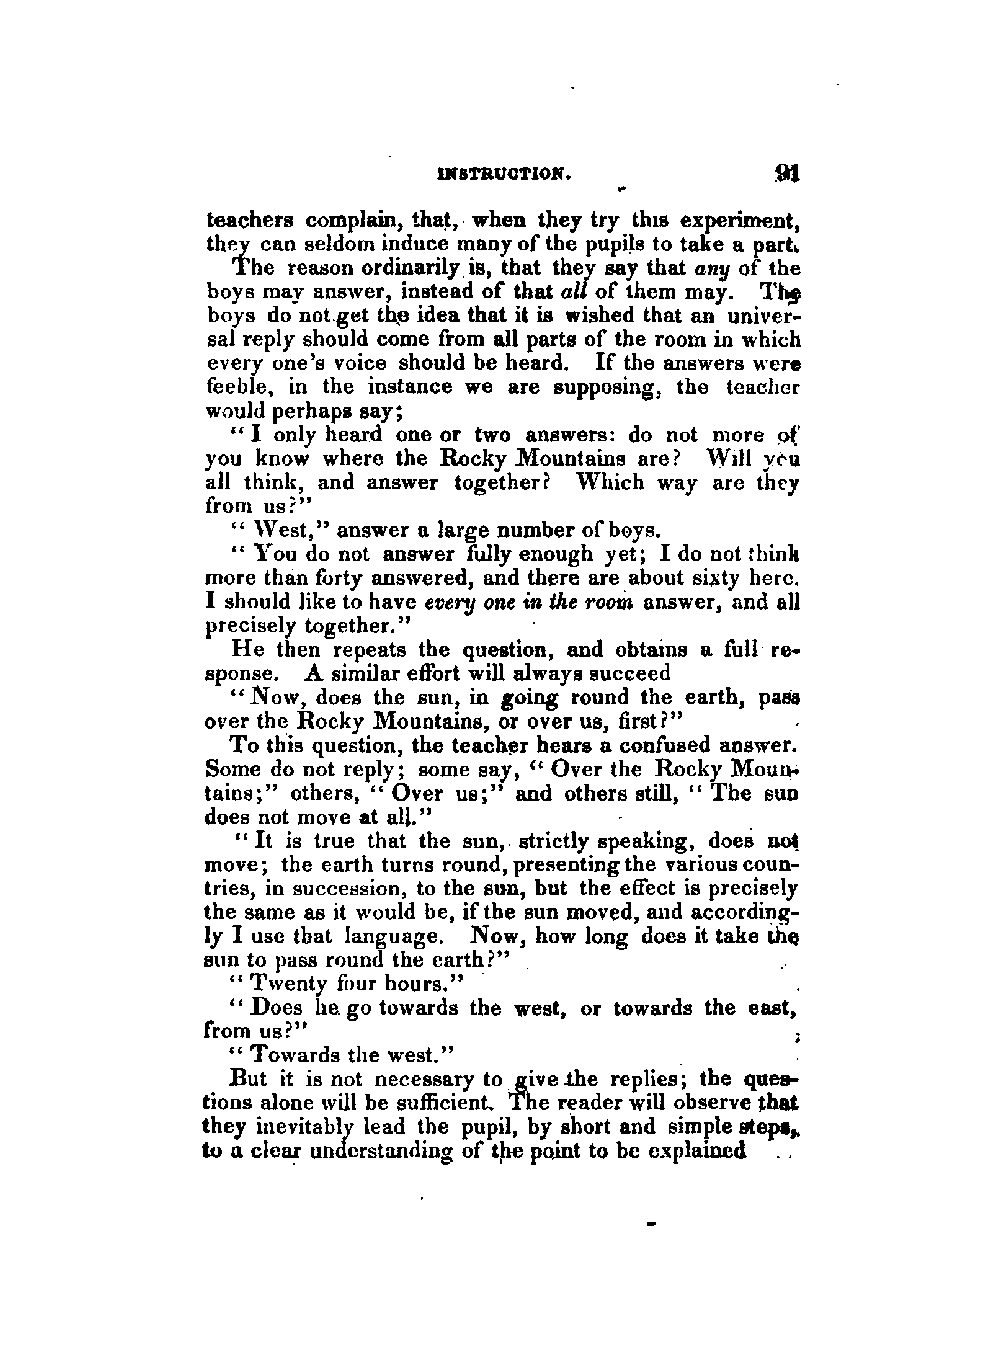 INSTRUCTION. 91
teachers complain, that, when they try this experiment,
they can seldom induce many of the pupils to take a part.
The reason ordinarily is, that they say that any of the
boys may answer, instead of that all of them may. The
boys do not get the idea that it is wished that an univer-
sal reply should come from all parts of the room in which
every one's voice should be heard. If the answers were
feeble, in the instance we are supposing, the teacher
would perhaps say;
"I only heard one or two answers: do not more of
you know where the Rocky Mountains are? Will you
all think, and answer together? Which way are they
from us?"
"West," answer a large number of boys.
"You do not answer fully enough yet; I do not think
more than forty answered, and there are about sixty here.
I should like to have every one in the room answer, and all
precisely together."
He then repeats the question, and obtains a full re-
sponse. A similar effort will always succeed
"Now, does the sun, in going round the earth, pass
over the Rocky Mountains, or over us, first?"
To this question, the teacher hears a confused answer.
Some do not reply; some say, "Over the Rocky Moun-
tains;" others, "Over us;" and others still, "The sun
does not move at all."
"It is true that the sun, strictly speaking, does not
move; the earth turns round, presenting the various coun-
tries, in succession, to the sun, but the effect is precisely
the same as it would be, if the sun moved, and according-
ly I use that language. Now, how long does it take the
sun to pass round the earth?"
"Twenty four hours."
"Does he go towards the west, or towards the east,
from us?"
"Towards the west."
But it is not necessary to give the replies; the ques-
tions alone will be sufficient. The reader will observe that
they inevitably lead the pupil, by short and simple steps,
to a clear understanding of the point to be explained